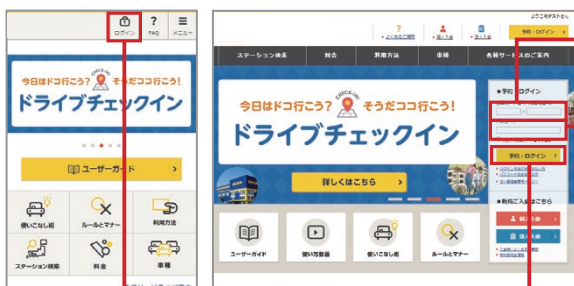 ログイン
FAQ
メニュー
今日はドコ行こう?
CHECK-IN!
そうだココ行こう!
ドライブチェックイン
ユーザーガイド
使いこなし術
ルールとマナー
利用方法
ステーション検索
料金
車種
ようこそゲストさん
よくあるご質問
個人入会
法人入会
予約・ログイン
ステーション検索
料金
利用方法
車種
各種サービスのご案内
今日はドコ行こう?
CHECK-IN!
そうだココ行こう!
ドライブチェックイン
詳しくはこちら
ユーザーガイド
使い方動画
使いこなし術
ルールとマナー
■予約・ログイン
予約・ログイン
■新規ご入会はこちら
個人入会
法人入会